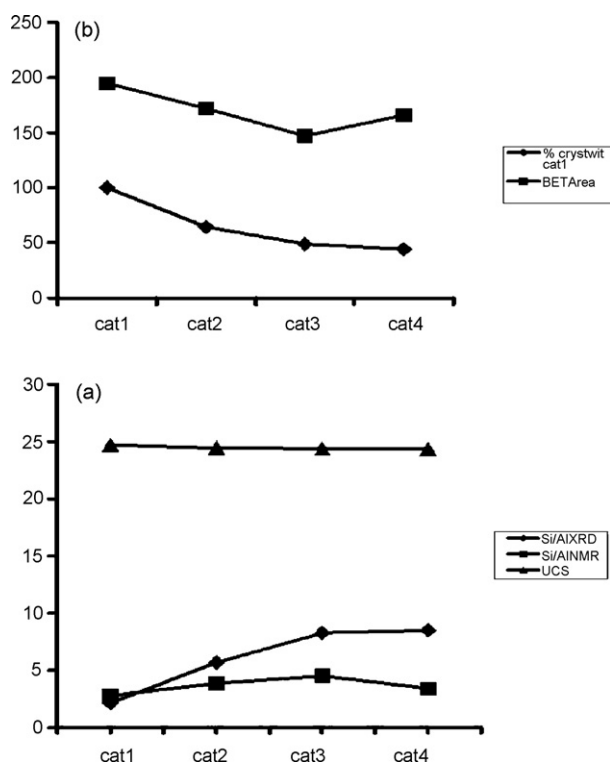 (b)
250
200
150
100
50
0
cat1 cat2 cat3 cat4
% crystwit
cat1
BETArea
(a)
30
25
20
15
10
5
0
cat1 cat2 cat3 cat4
Si/AlXRD
Si/AlNMR
UCS